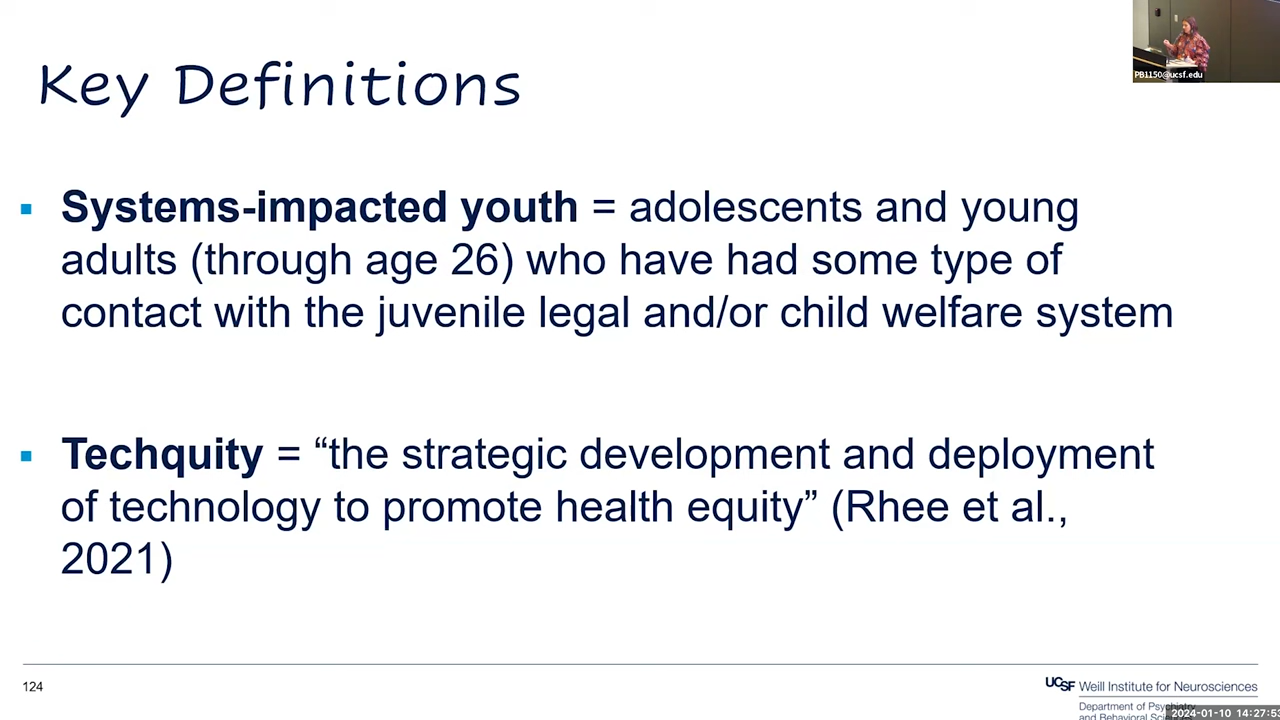 Key Definitions
PB1150@ucsf.edu
▪ Systems-impacted youth = adolescents and young
adults (through age 26) who have had some type of
contact with the juvenile legal and/or child welfare system
▪ Techquity = “the strategic development and deployment
of technology to promote health equity” (Rhee et al.,
2021)
124
UCSF Weill Institute for Neurosciences
Department of Psychiatry
and Behavioral
2024-01-10 14:27:53